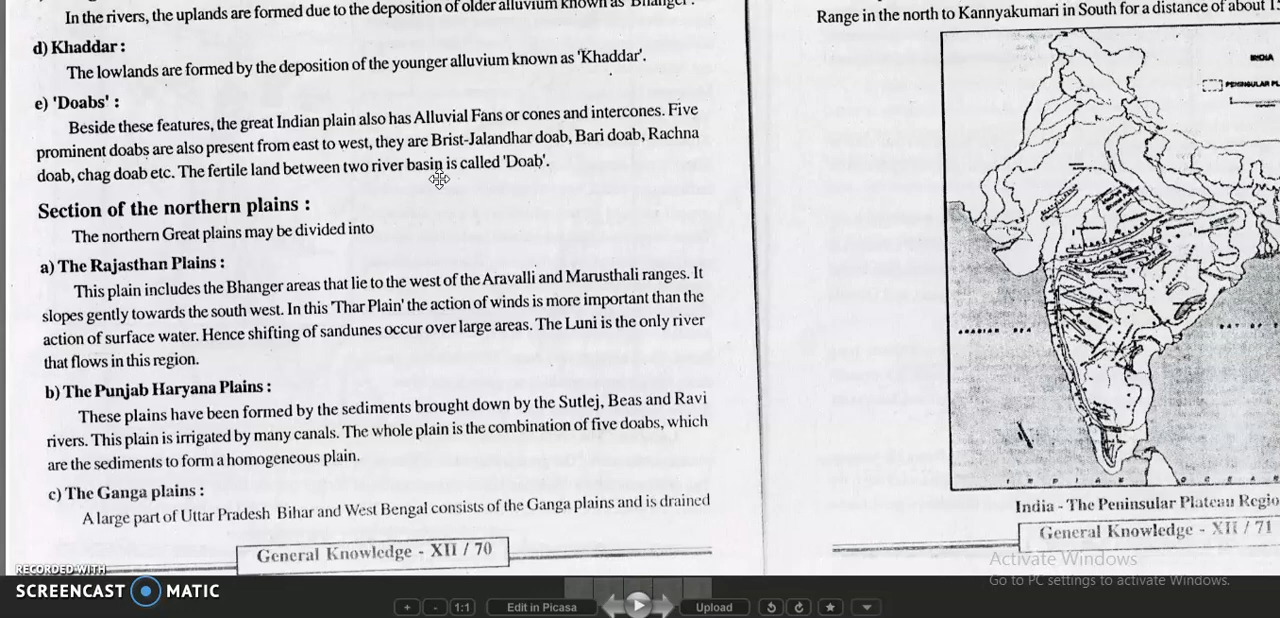 In the rivers, the uplands are formed due to the deposition of older alluvium known as 'Bhanger'.
d) Khaddar :
The lowlands are formed by the deposition of the younger alluvium known as 'Khaddar'.
e) 'Doabs' :
Beside these features, the great Indian plain also has Alluvial Fans or cones and intercones. Five
prominent doabs are also present from east to west, they are Brist-Jalandhar doab, Bari doab, Rachna
doab, chag doab etc. The fertile land between two river basin is called 'Doab'.
Section of the northern plains :
The northern Great plains may be divided into
a) The Rajasthan Plains :
This plain includes the Bhanger areas that lie to the west of the Aravalli and Marusthali ranges. It
slopes gently towards the south west. In this 'Thar Plain' the action of winds is more important than the
action of surface water. Hence shifting of sandunes occur over large areas. The Luni is the only river
that flows in this region.
b) The Punjab Haryana Plains :
These plains have been formed by the sediments brought down by the Sutlej, Beas and Ravi
rivers. This plain is irrigated by many canals. The whole plain is the combination of five doabs, which
are the sediments to form a homogeneous plain.
c) The Ganga plains :
A large part of Uttar Pradesh Bihar and West Bengal consists of the Ganga plains and is drained
General Knowledge - XII / 70
Range in the north to Kannyakumari in South for a distance of about
INDIA
PENINSULAR
India - The Peninsular Plateau
General Knowledge - XII / 71
Activate Windows
Go to PC settings to activate Windows.
RECORDED WITH
SCREENCAST MATIC
+ - 1:1 Edit in Picasa Upload